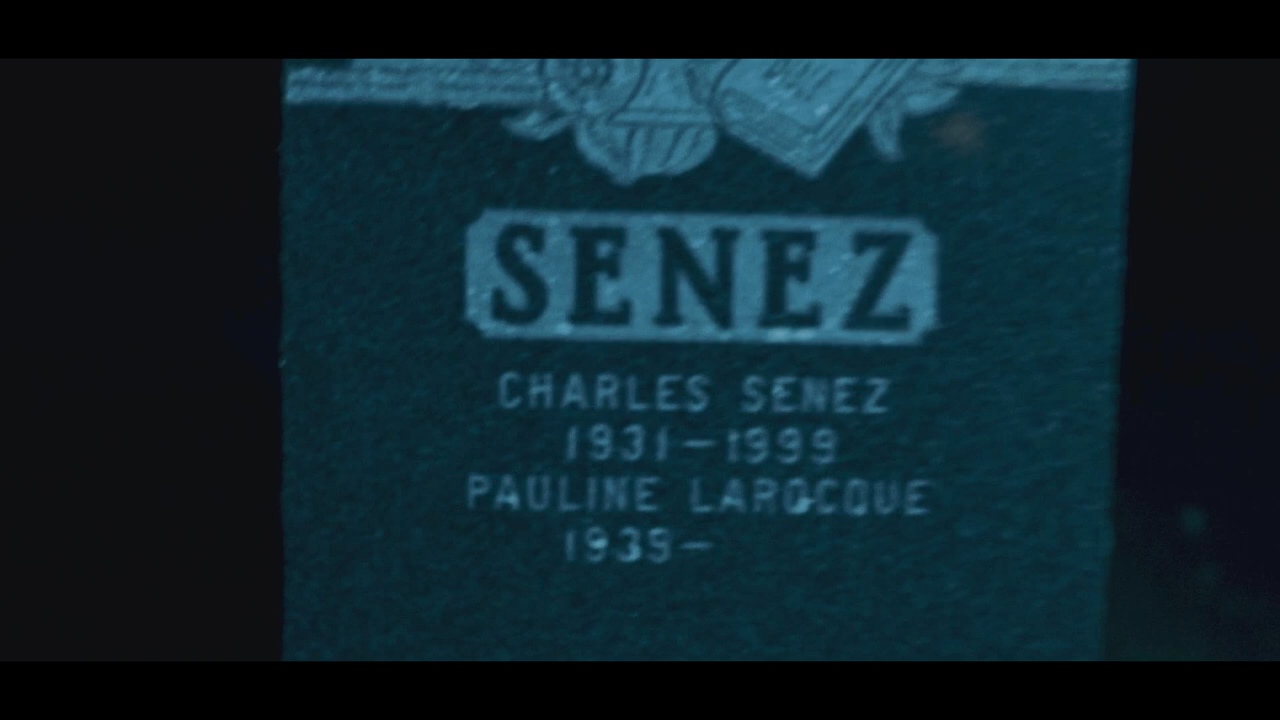 SENEZ
CHARLES SENEZ
1931-1999
PAULINE LAROCQUE
1939-